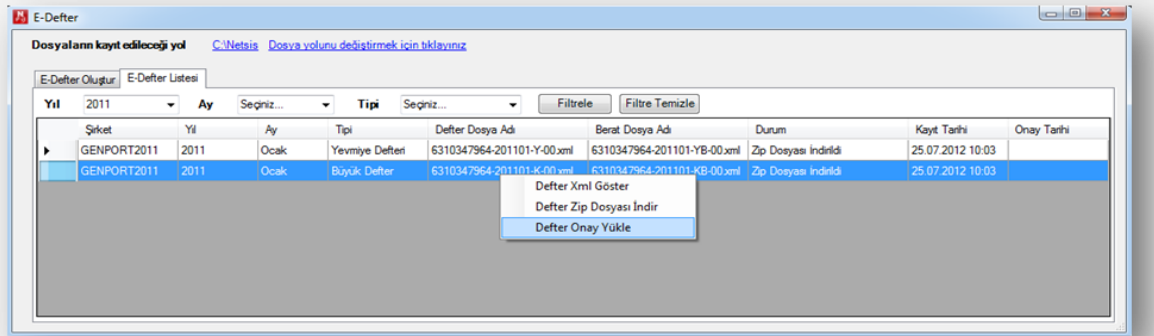 E-Defter
Dosyaların kayıt edileceği yol C:\Netsis Dosya yolunu değiştirmek için tıklayınız
E-Defter Oluştur E-Defter Listesi
Yıl 2011 Ay Seçiniz... Tipi Seçiniz... Filtrele Filtre Temizle
Şirket Yıl Ay Tipi Defter Dosya Adı Berat Dosya Adı Durum Kayıt Tarihi Onay Tarihi
GENPORT2011 2011 Ocak Yevmiye Defteri 6310347964-201101-Y-00.xml 6310347964-201101-YB-00.xml Zip Dosyası İndirildi 25.07.2012 10:03
GENPORT2011 2011 Ocak Büyük Defter 6310347964-201101-K-00.xml 6310347964-201101-KB-00.xml Zip Dosyası İndirildi 25.07.2012 10:03
Defter Xml Göster
Defter Zip Dosyası İndir
Defter Onay Yükle